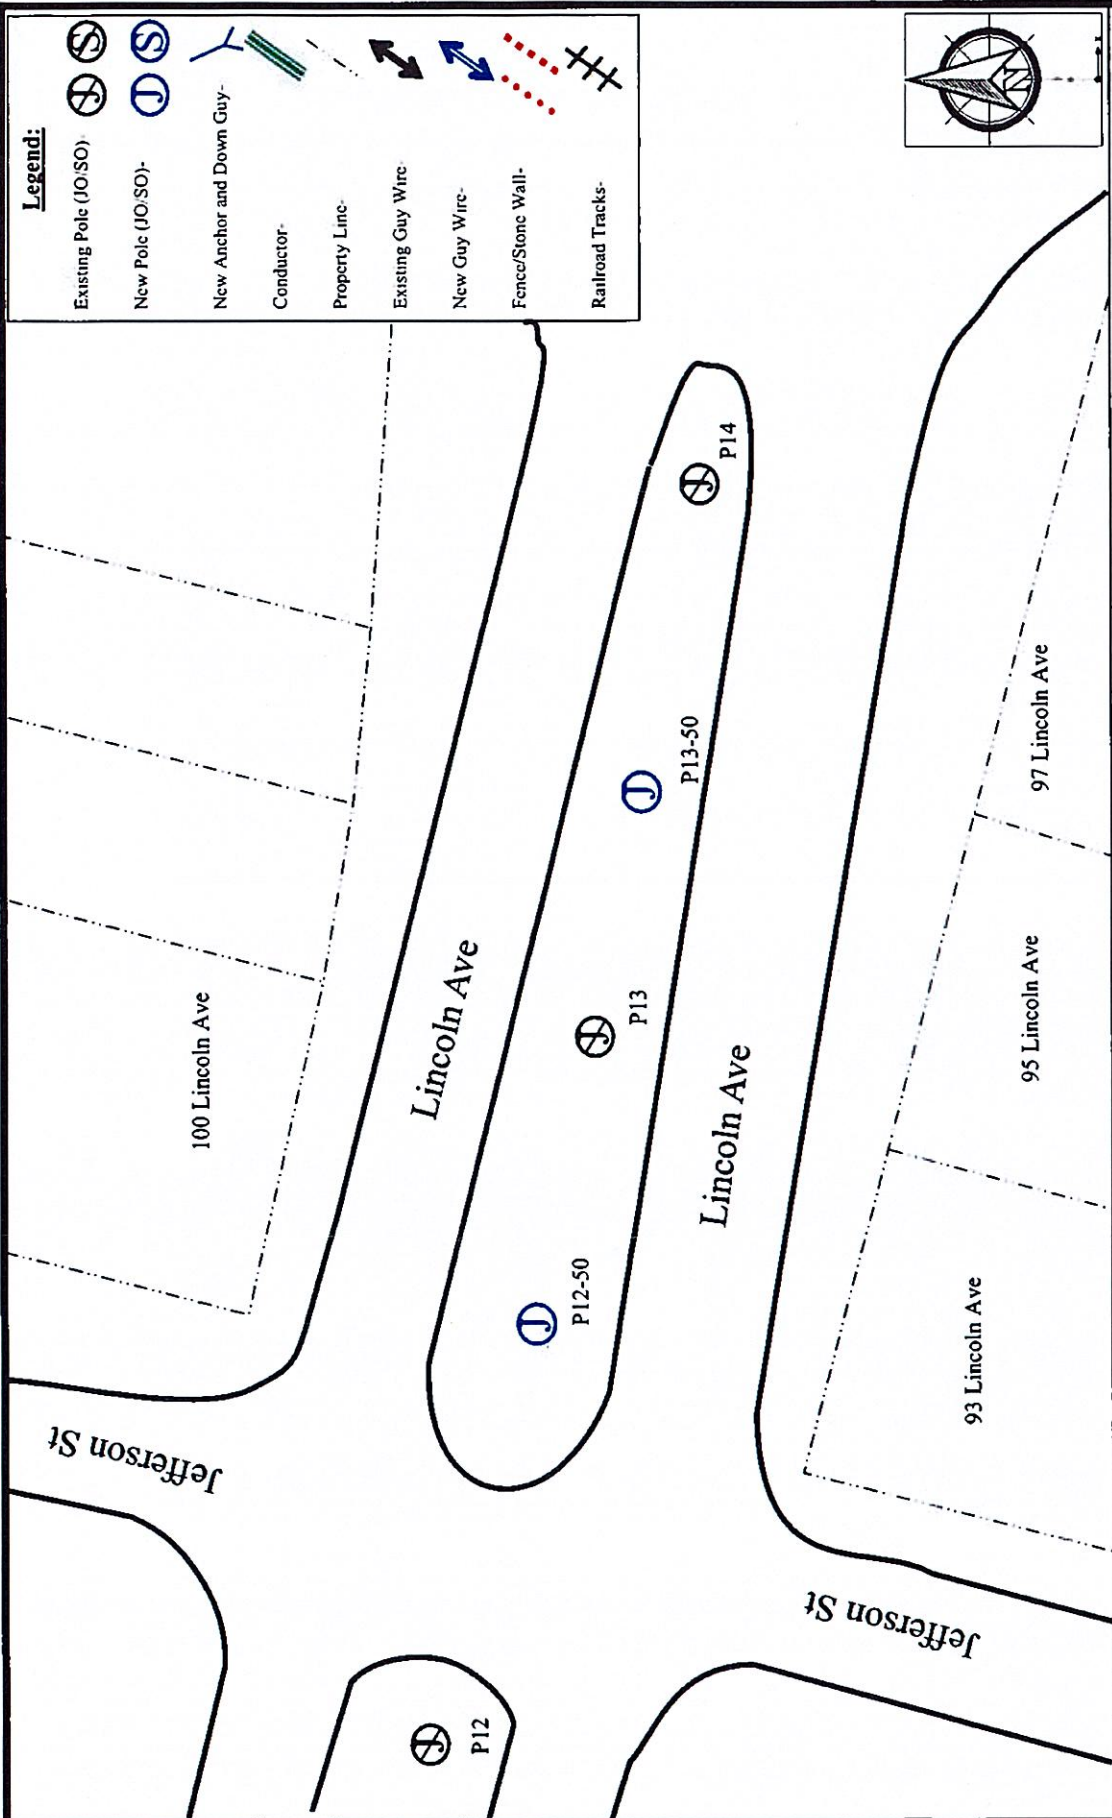 Legend:
Existing Pole (JO/SO)- J S
New Pole (JO/SO)- J S
New Anchor and Down Guy-
Conductor-
Property Line-
Existing Guy Wire-
New Guy Wire-
Fence/Stone Wall-
Railroad Tracks-
N
Jefferson St
100 Lincoln Ave
Lincoln Ave
P12
J
P12-50
J
P13
J
P13-50
J
P14
J
Lincoln Ave
Jefferson St
93 Lincoln Ave
95 Lincoln Ave
97 Lincoln Ave